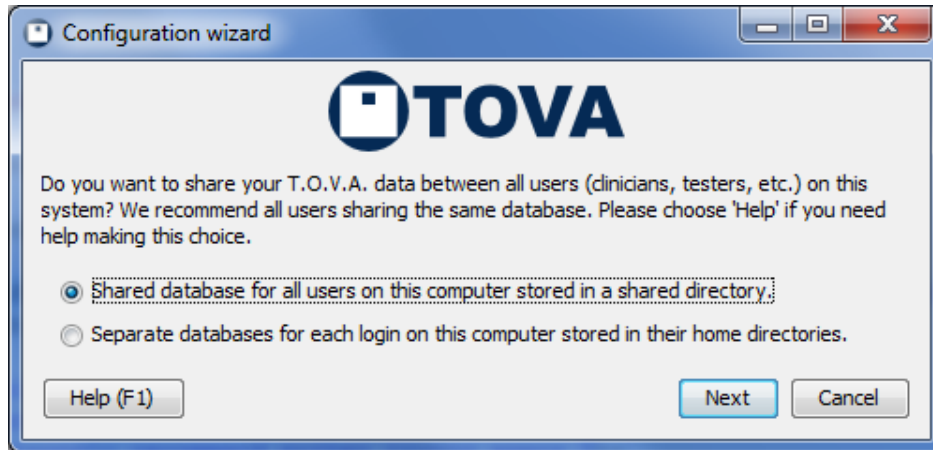 Configuration wizard
TOVA
Do you want to share your T.O.V.A. data between all users (clinicians, testers, etc.) on this
system? We recommend all users sharing the same database. Please choose 'Help' if you need
help making this choice.
Shared database for all users on this computer stored in a shared directory.
Separate databases for each login on this computer stored in their home directories.
Help (F1) Next Cancel